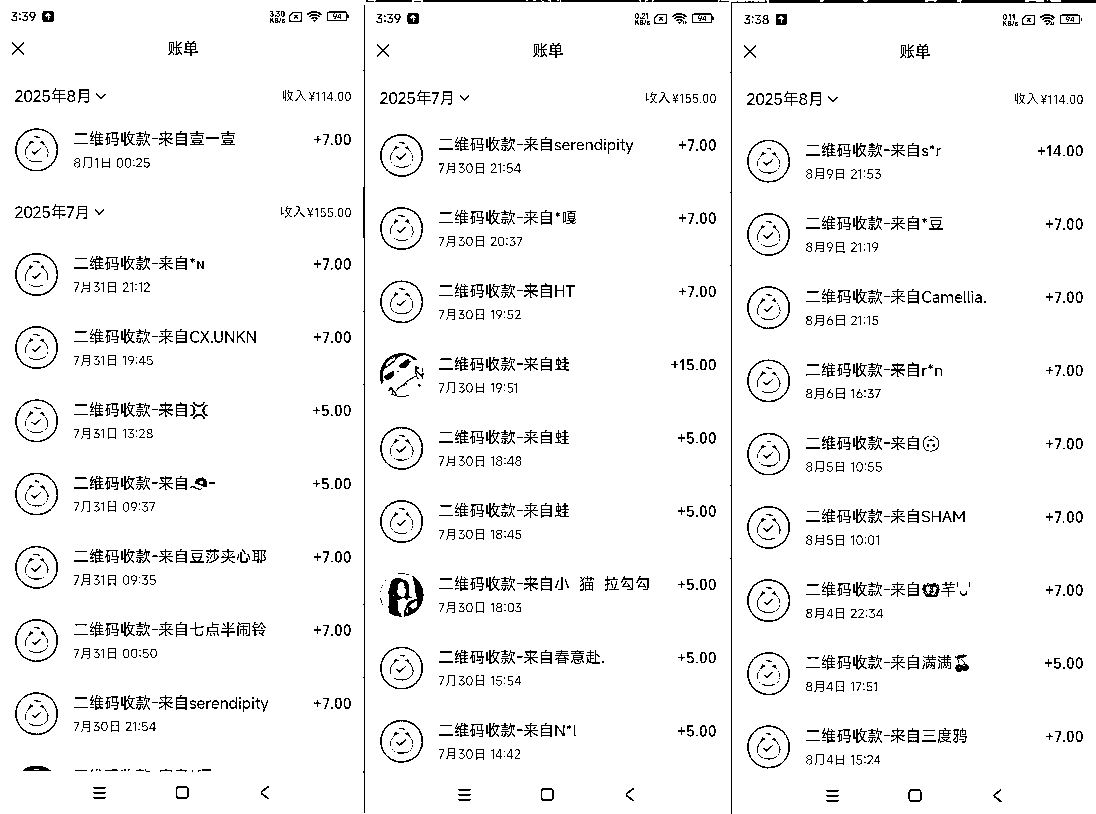 3:39
3.30 KB/s
94
账单
2025年8月
收入¥114.00
二维码收款-来自壹一壹
+7.00
8月1日 00:25
2025年7月
收入¥155.00
二维码收款-来自*N
+7.00
7月31日 21:12
二维码收款-来自CX.UNKN
+7.00
7月31日 19:45
二维码收款-来自
+5.00
7月31日 13:28
二维码收款-来自 -
+5.00
7月31日 09:37
二维码收款-来自豆莎夹心耶
+7.00
7月31日 09:35
二维码收款-来自七点半闹铃
+7.00
7月31日 00:50
二维码收款-来自serendipity
+7.00
7月30日 21:54
3:39
0.21 KB/s
94
账单
2025年7月
收入¥155.00
二维码收款-来自serendipity
+7.00
7月30日 21:54
二维码收款-来自*嘎
+7.00
7月30日 20:37
二维码收款-来自HT
+7.00
7月30日 19:52
二维码收款-来自蛙
+15.00
7月30日 19:51
二维码收款-来自蛙
+5.00
7月30日 18:48
二维码收款-来自蛙
+5.00
7月30日 18:45
二维码收款-来自小 猫 拉勾勾
+5.00
7月30日 18:03
二维码收款-来自春意赴.
+5.00
7月30日 15:54
二维码收款-来自N*l
+5.00
7月30日 14:42
3:38
0.11 KB/s
94
账单
2025年8月
收入¥114.00
二维码收款-来自s*r
+14.00
8月9日 21:53
二维码收款-来自*豆
+7.00
8月9日 21:19
二维码收款-来自Camellia.
+7.00
8月6日 21:15
二维码收款-来自r*n
+7.00
8月6日 16:37
二维码收款-来自🙃
+7.00
8月5日 10:55
二维码收款-来自SHAM
+7.00
8月5日 10:01
二维码收款-来自🥨芋'ᴗ'
+7.00
8月4日 22:34
二维码收款-来自满满🍒
+5.00
8月4日 17:51
二维码收款-来自三度鸦
+7.00
8月4日 15:24